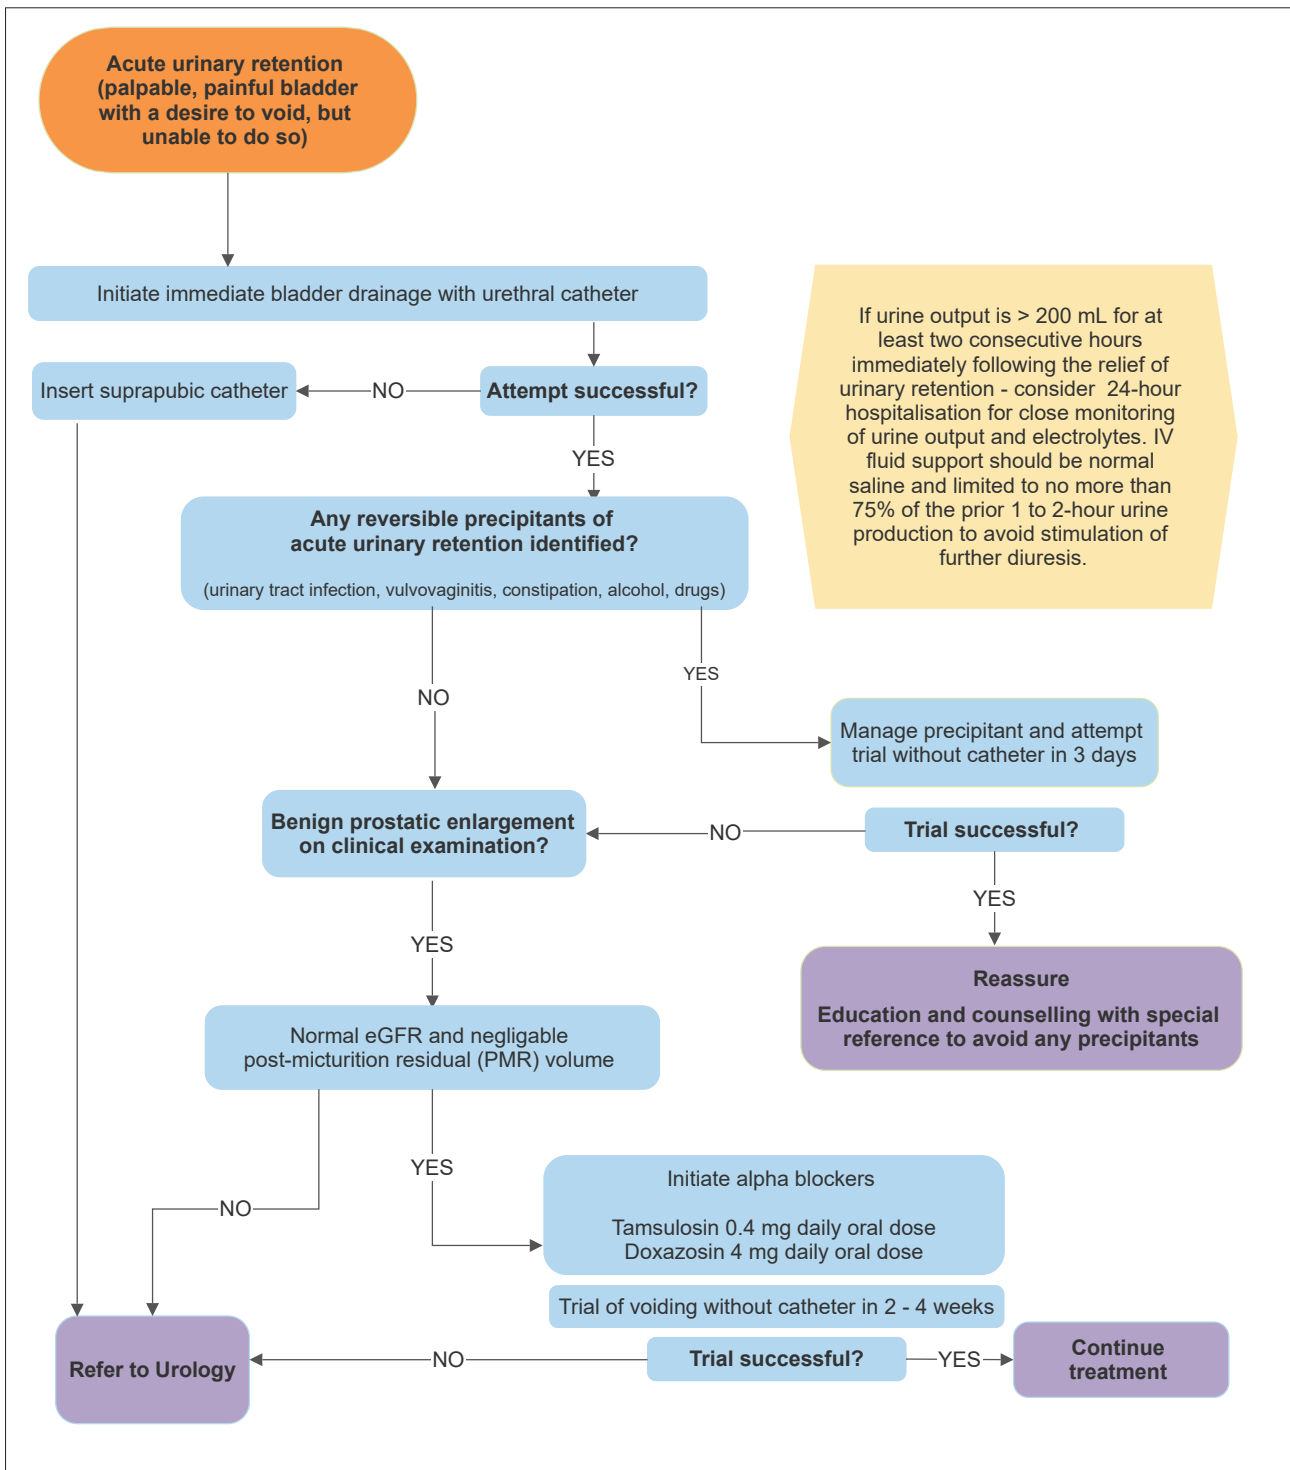 Acute urinary retention
(palpable, painful bladder
with a desire to void, but
unable to do so)
Initiate immediate bladder drainage with urethral catheter
If urine output is > 200 mL for at
least two consecutive hours
immediately following the relief of
urinary retention - consider 24-hour
hospitalisation for close monitoring
of urine output and electrolytes. IV
fluid support should be normal
saline and limited to no more than
75% of the prior 1 to 2-hour urine
production to avoid stimulation of
further diuresis.
Insert suprapubic catheter
NO
Attempt successful?
YES
Any reversible precipitants of
acute urinary retention identified?
(urinary tract infection, vulvovaginitis, constipation, alcohol, drugs)
YES
NO
Manage precipitant and attempt
trial without catheter in 3 days
Benign prostatic enlargement
on clinical examination?
NO
Trial successful?
YES
YES
Reassure
Education and counselling with special
reference to avoid any precipitants
Normal eGFR and negligable
post-micturition residual (PMR) volume
YES
NO
Initiate alpha blockers
Tamsulosin 0.4 mg daily oral dose
Doxazosin 4 mg daily oral dose
Trial of voiding without catheter in 2 - 4 weeks
Refer to Urology
NO
Trial successful?
YES
Continue
treatment